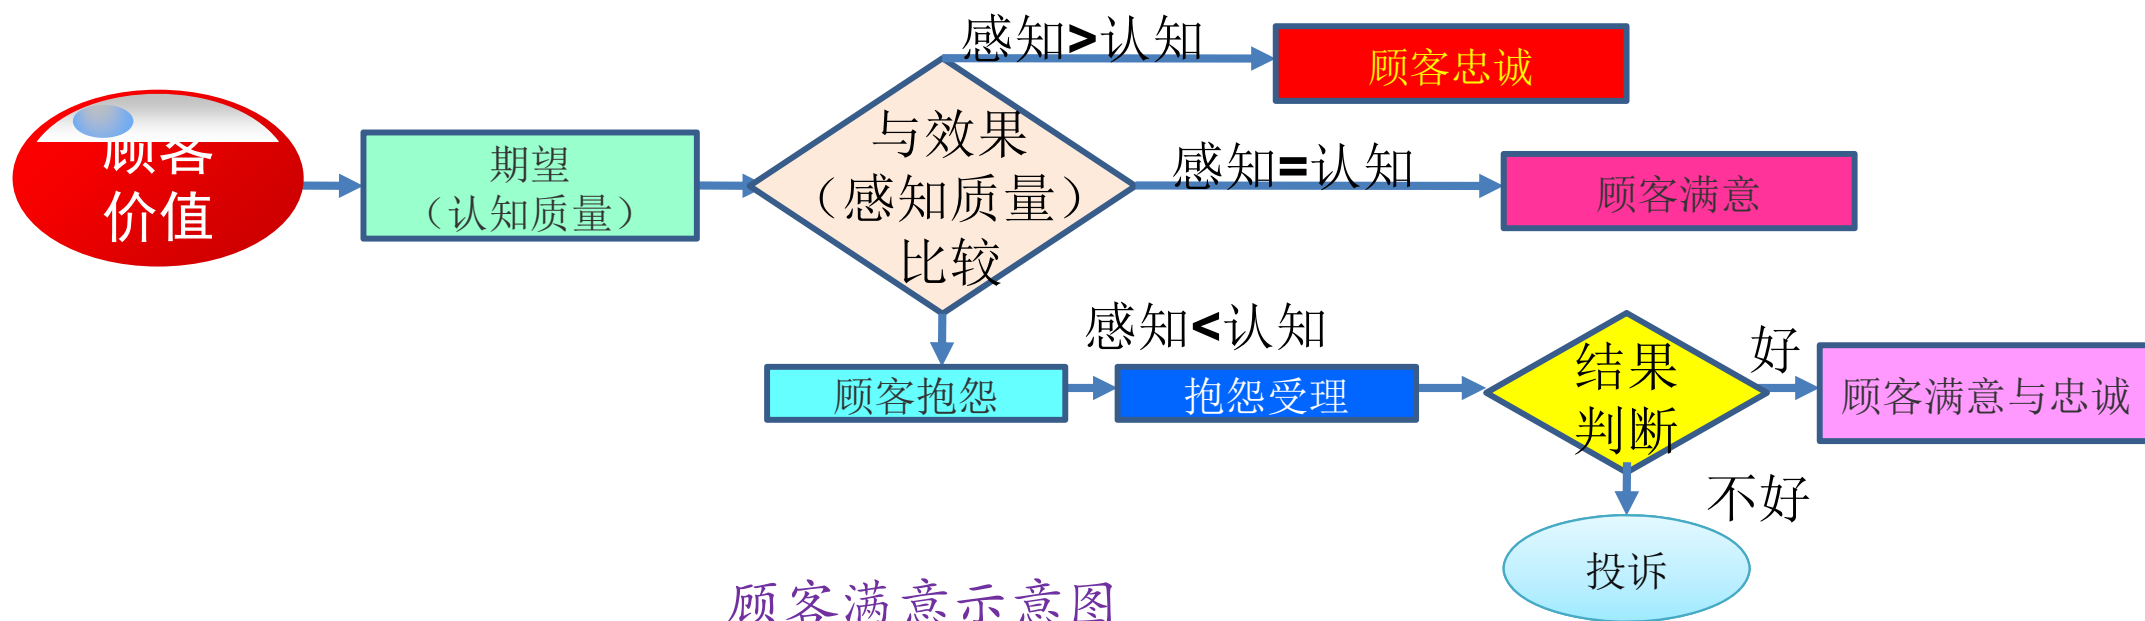 感知>认知
顾客忠诚
顾客
价值
期望
（认知质量）
与效果
（感知质量）
比较
感知=认知
顾客满意
感知<认知
顾客抱怨
抱怨受理
结果
判断
好
顾客满意与忠诚
不好
投诉
顾客满意示意图